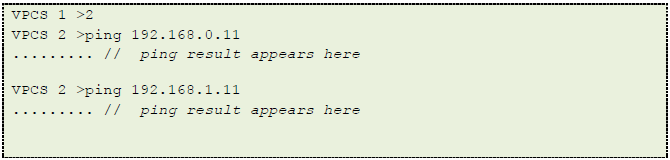 VPCS 1 >2
VPCS 2 >ping 192.168.0.11
......... //  ping result appears here
VPCS 2 >ping 192.168.1.11
......... //  ping result appears here